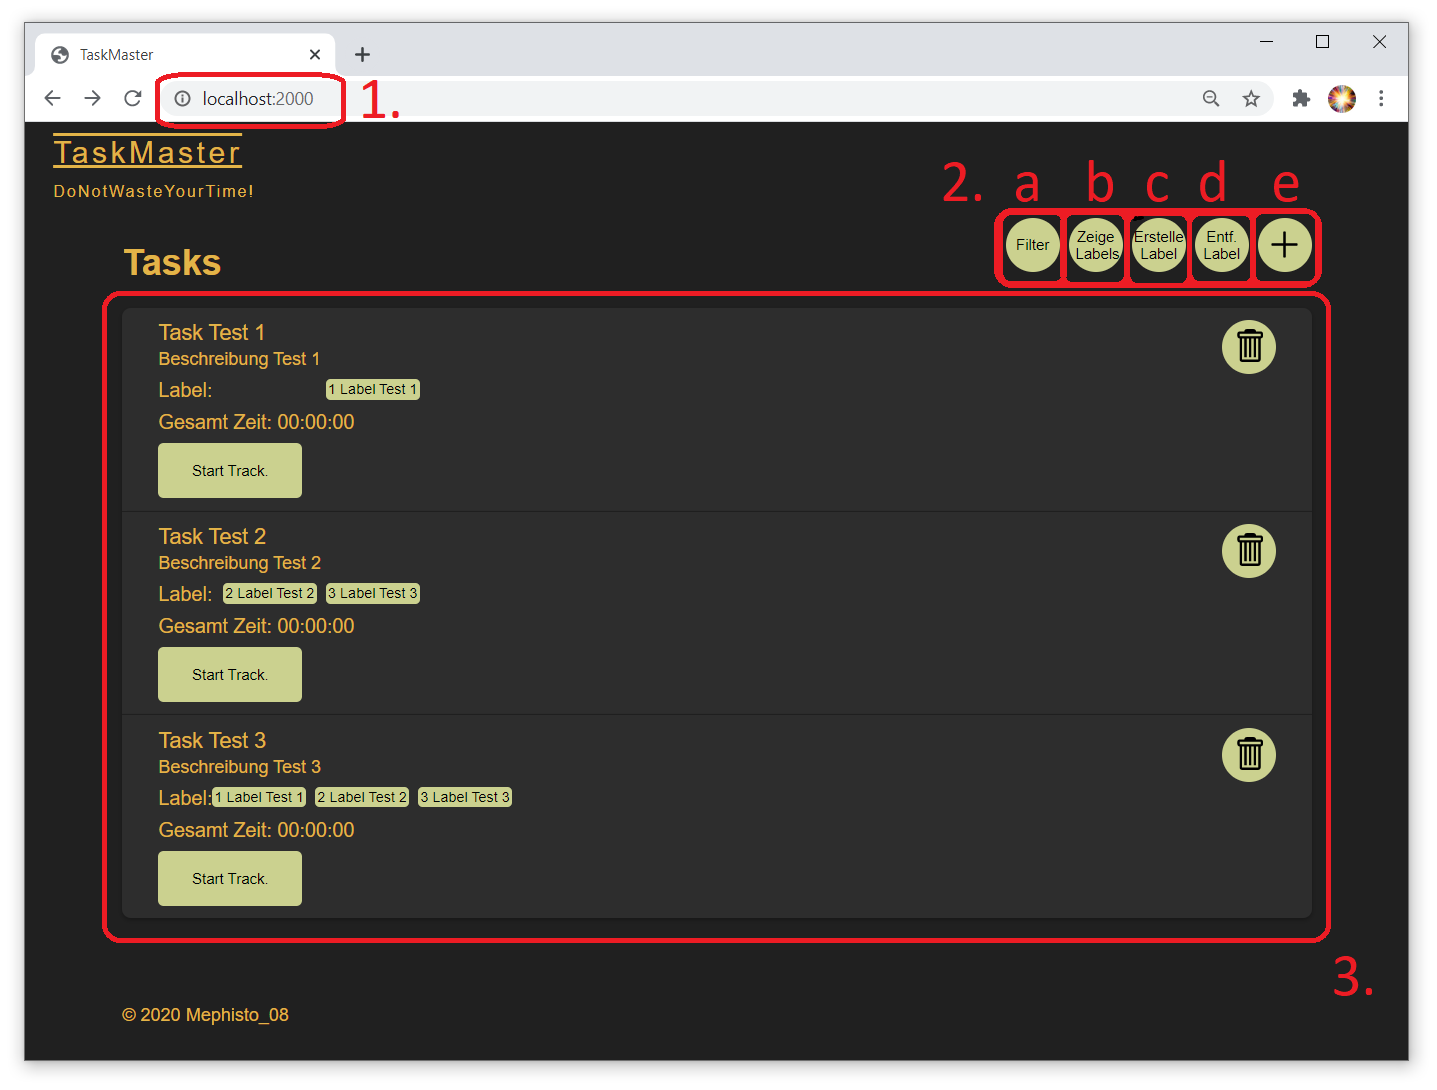 TaskMaster
localhost:2000
1.
TaskMaster
DoNotWasteYourTime!
2. a b c d e
Tasks
Filter
Zeige
Labels
Erstelle
Label
Entf.
Label
Task Test 1
Beschreibung Test 1
Label: 1 Label Test 1
Gesamt Zeit: 00:00:00
Start Track.
Task Test 2
Beschreibung Test 2
Label: 2 Label Test 2 3 Label Test 3
Gesamt Zeit: 00:00:00
Start Track.
Task Test 3
Beschreibung Test 3
Label: 1 Label Test 1 2 Label Test 2 3 Label Test 3
Gesamt Zeit: 00:00:00
Start Track.
3.
© 2020 Mephisto_08